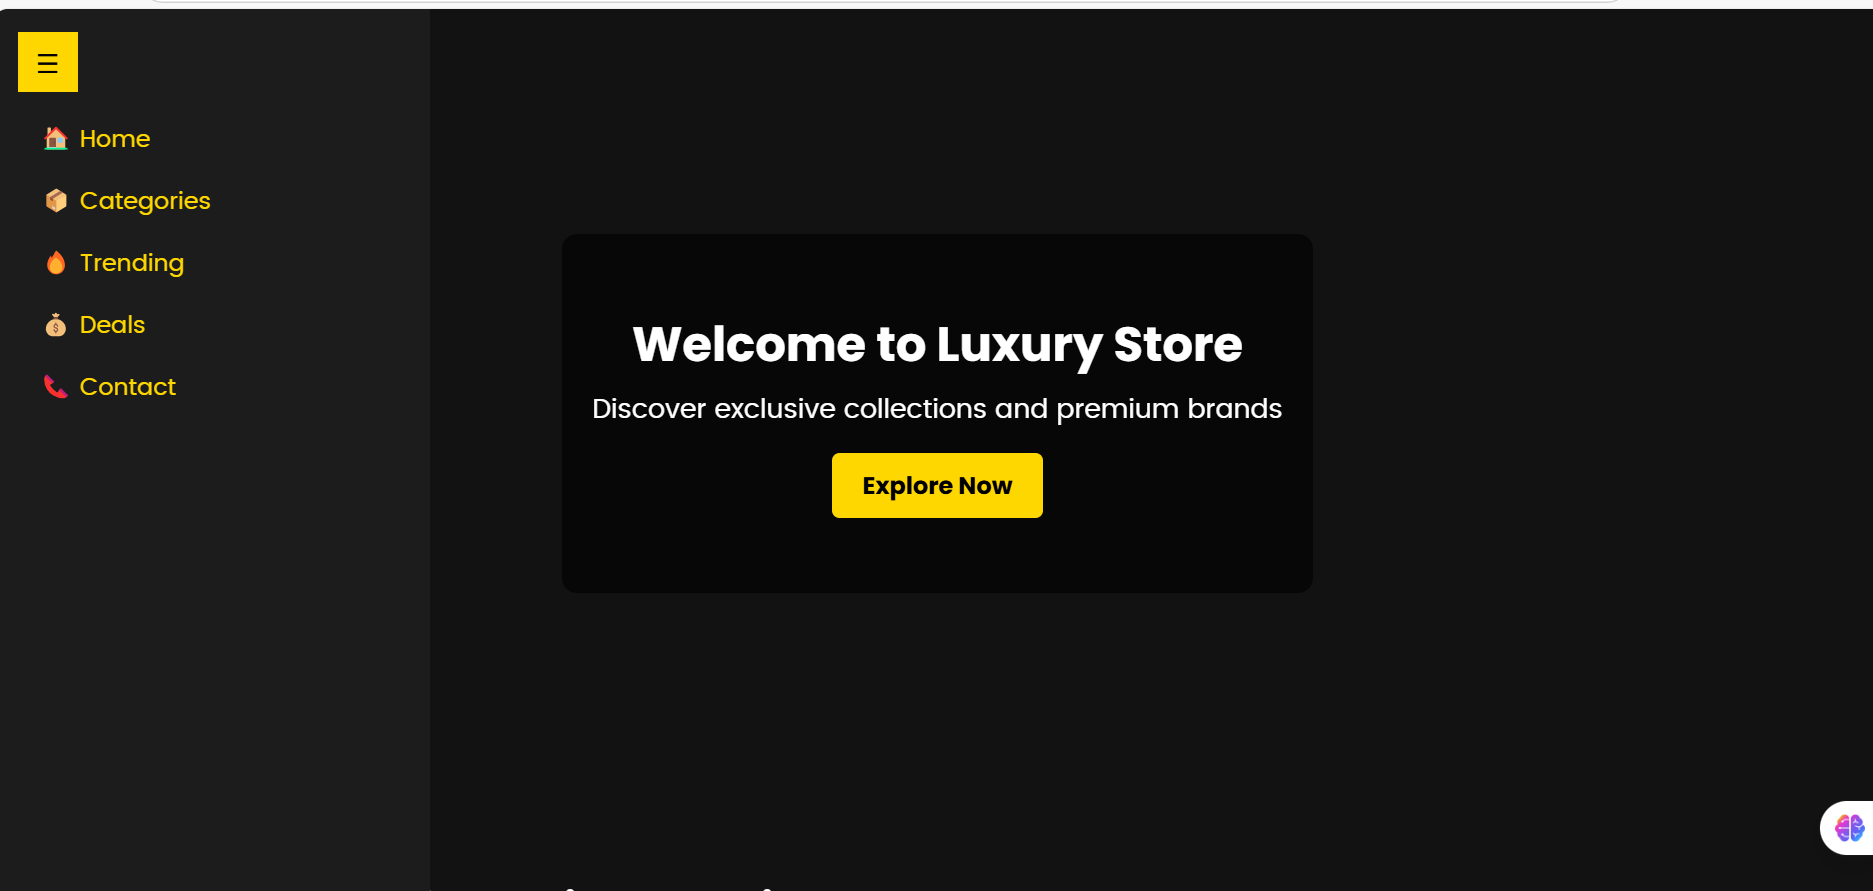 ☰
🏠 Home
📦 Categories
🔥 Trending
💰 Deals
📞 Contact
Welcome to Luxury Store
Discover exclusive collections and premium brands
Explore Now